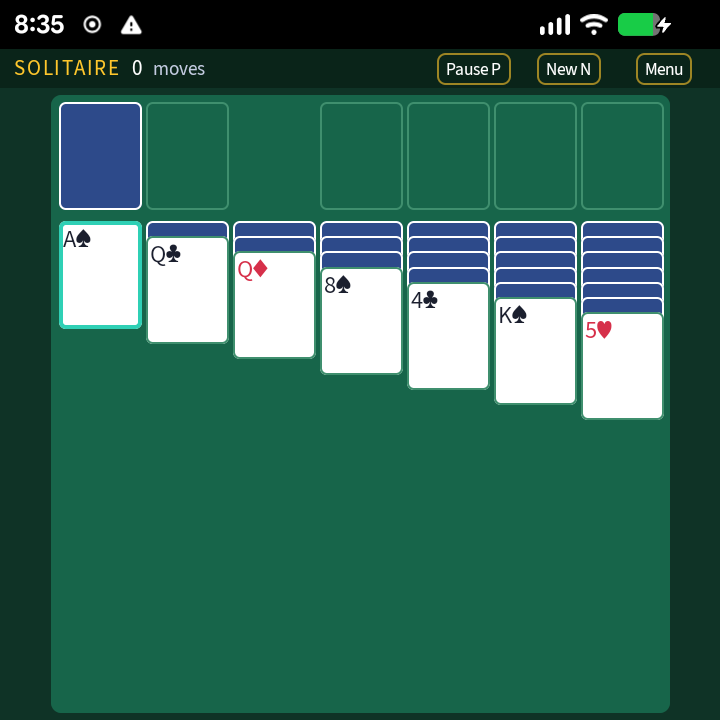 8:35
SOLITAIRE 0 moves Pause P New N Menu
A♠ Q♣ Q♦ 8♠ 4♣ K♠ 5♥